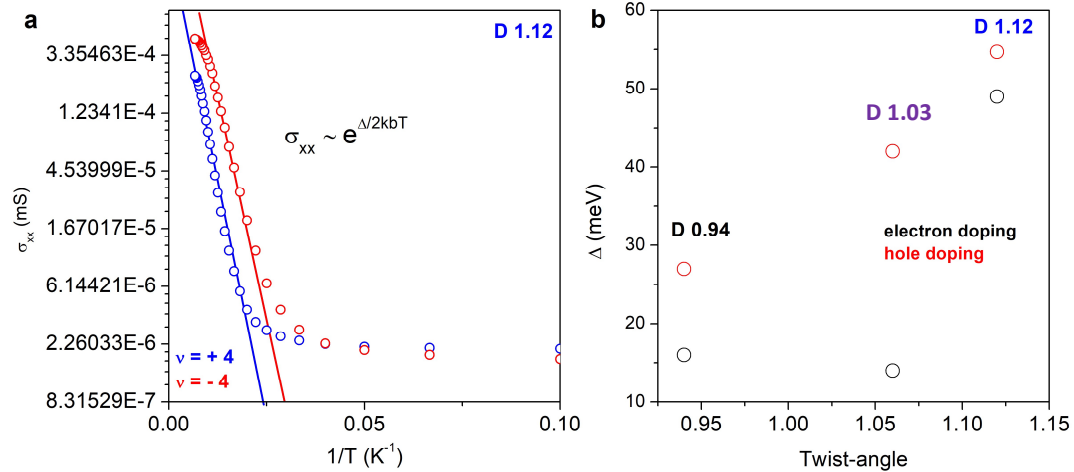 a
D 1.12
3.35463E-4
1.2341E-4
4.53999E-5
1.67017E-5
6.14421E-6
2.26033E-6
8.31529E-7
σxx (mS)
σxx ~ e^Δ/2kbT
ν = + 4
ν = - 4
0.00 0.05 0.10
1/T (K-1)
b
60
50
40
30
20
10
Δ (meV)
D 1.12
D 1.03
D 0.94
electron doping
hole doping
0.95 1.00 1.05 1.10 1.15
Twist-angle